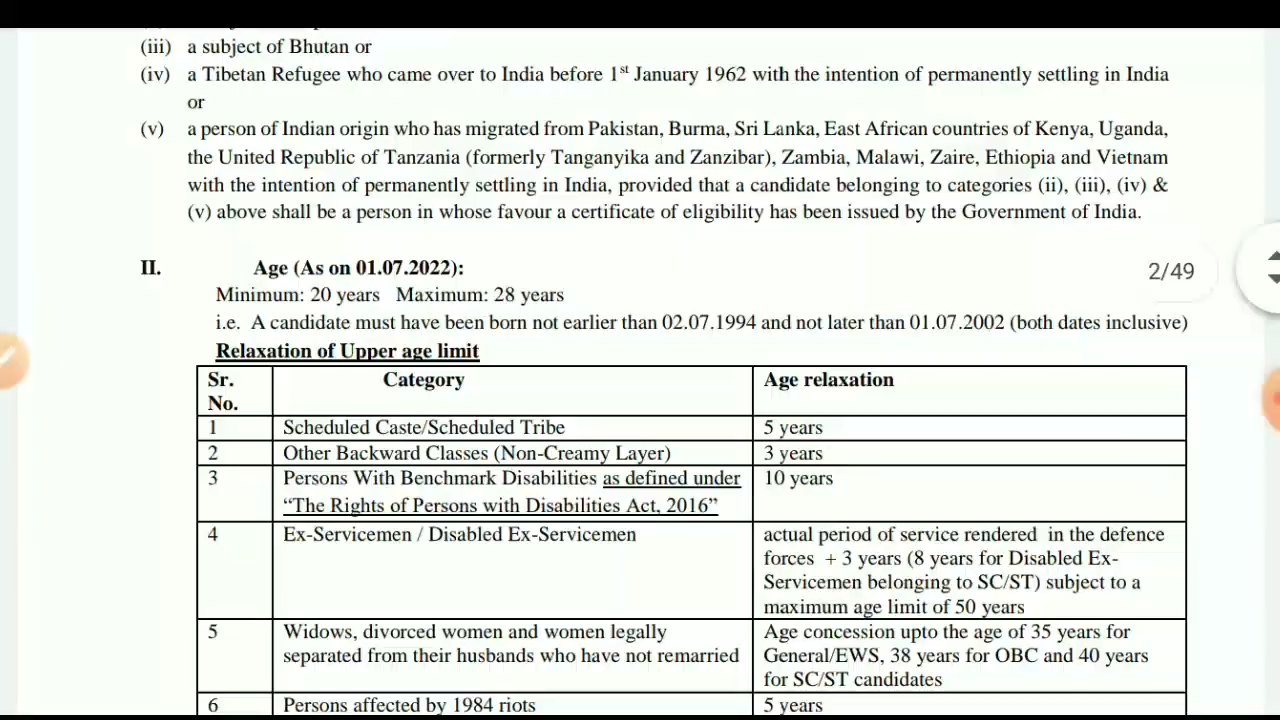 (iii) a subject of Bhutan or
(iv) a Tibetan Refugee who came over to India before 1st January 1962 with the intention of permanently settling in India
or
(v) a person of Indian origin who has migrated from Pakistan, Burma, Sri Lanka, East African countries of Kenya, Uganda,
the United Republic of Tanzania (formerly Tanganyika and Zanzibar), Zambia, Malawi, Zaire, Ethiopia and Vietnam
with the intention of permanently settling in India, provided that a candidate belonging to categories (ii), (iii), (iv) &
(v) above shall be a person in whose favour a certificate of eligibility has been issued by the Government of India.
II. Age (As on 01.07.2022):
2/49
Minimum: 20 years Maximum: 28 years
i.e. A candidate must have been born not earlier than 02.07.1994 and not later than 01.07.2002 (both dates inclusive)
Relaxation of Upper age limit
Sr. Category Age relaxation
No.
1 Scheduled Caste/Scheduled Tribe 5 years
2 Other Backward Classes (Non-Creamy Layer) 3 years
3 Persons With Benchmark Disabilities as defined under 10 years
“The Rights of Persons with Disabilities Act, 2016”
4 Ex-Servicemen / Disabled Ex-Servicemen actual period of service rendered in the defence
forces + 3 years (8 years for Disabled Ex-
Servicemen belonging to SC/ST) subject to a
maximum age limit of 50 years
5 Widows, divorced women and women legally Age concession upto the age of 35 years for
separated from their husbands who have not remarried General/EWS, 38 years for OBC and 40 years
for SC/ST candidates
6 Persons affected by 1984 riots 5 years